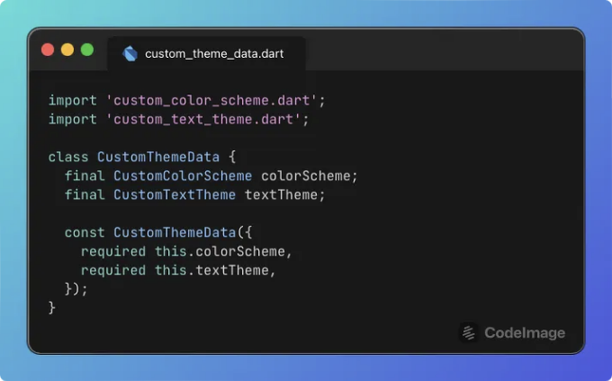 custom_theme_data.dart
import 'custom_color_scheme.dart';
import 'custom_text_theme.dart';
class CustomThemeData {
  final CustomColorScheme colorScheme;
  final CustomTextTheme textTheme;
  const CustomThemeData({
    required this.colorScheme,
    required this.textTheme,
  });
}
CodeImage